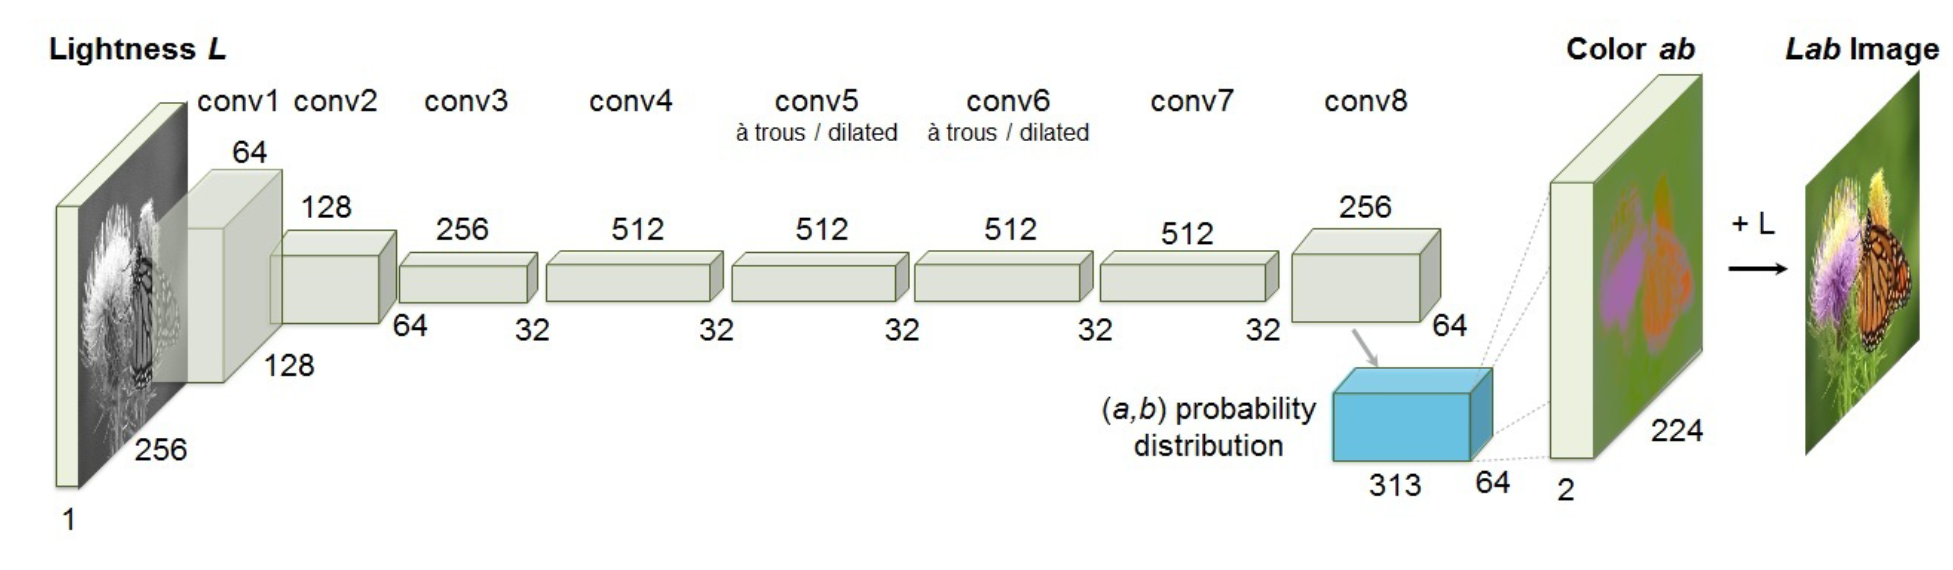 Lightness L
Color ab
Lab Image
conv1
conv2
conv3
conv4
conv5
à trous / dilated
conv6
à trous / dilated
conv7
conv8
64
128
256
512
512
512
512
256
+ L
128
64
32
32
32
32
32
64
256
1
(a,b) probability
distribution
313
64
2
224